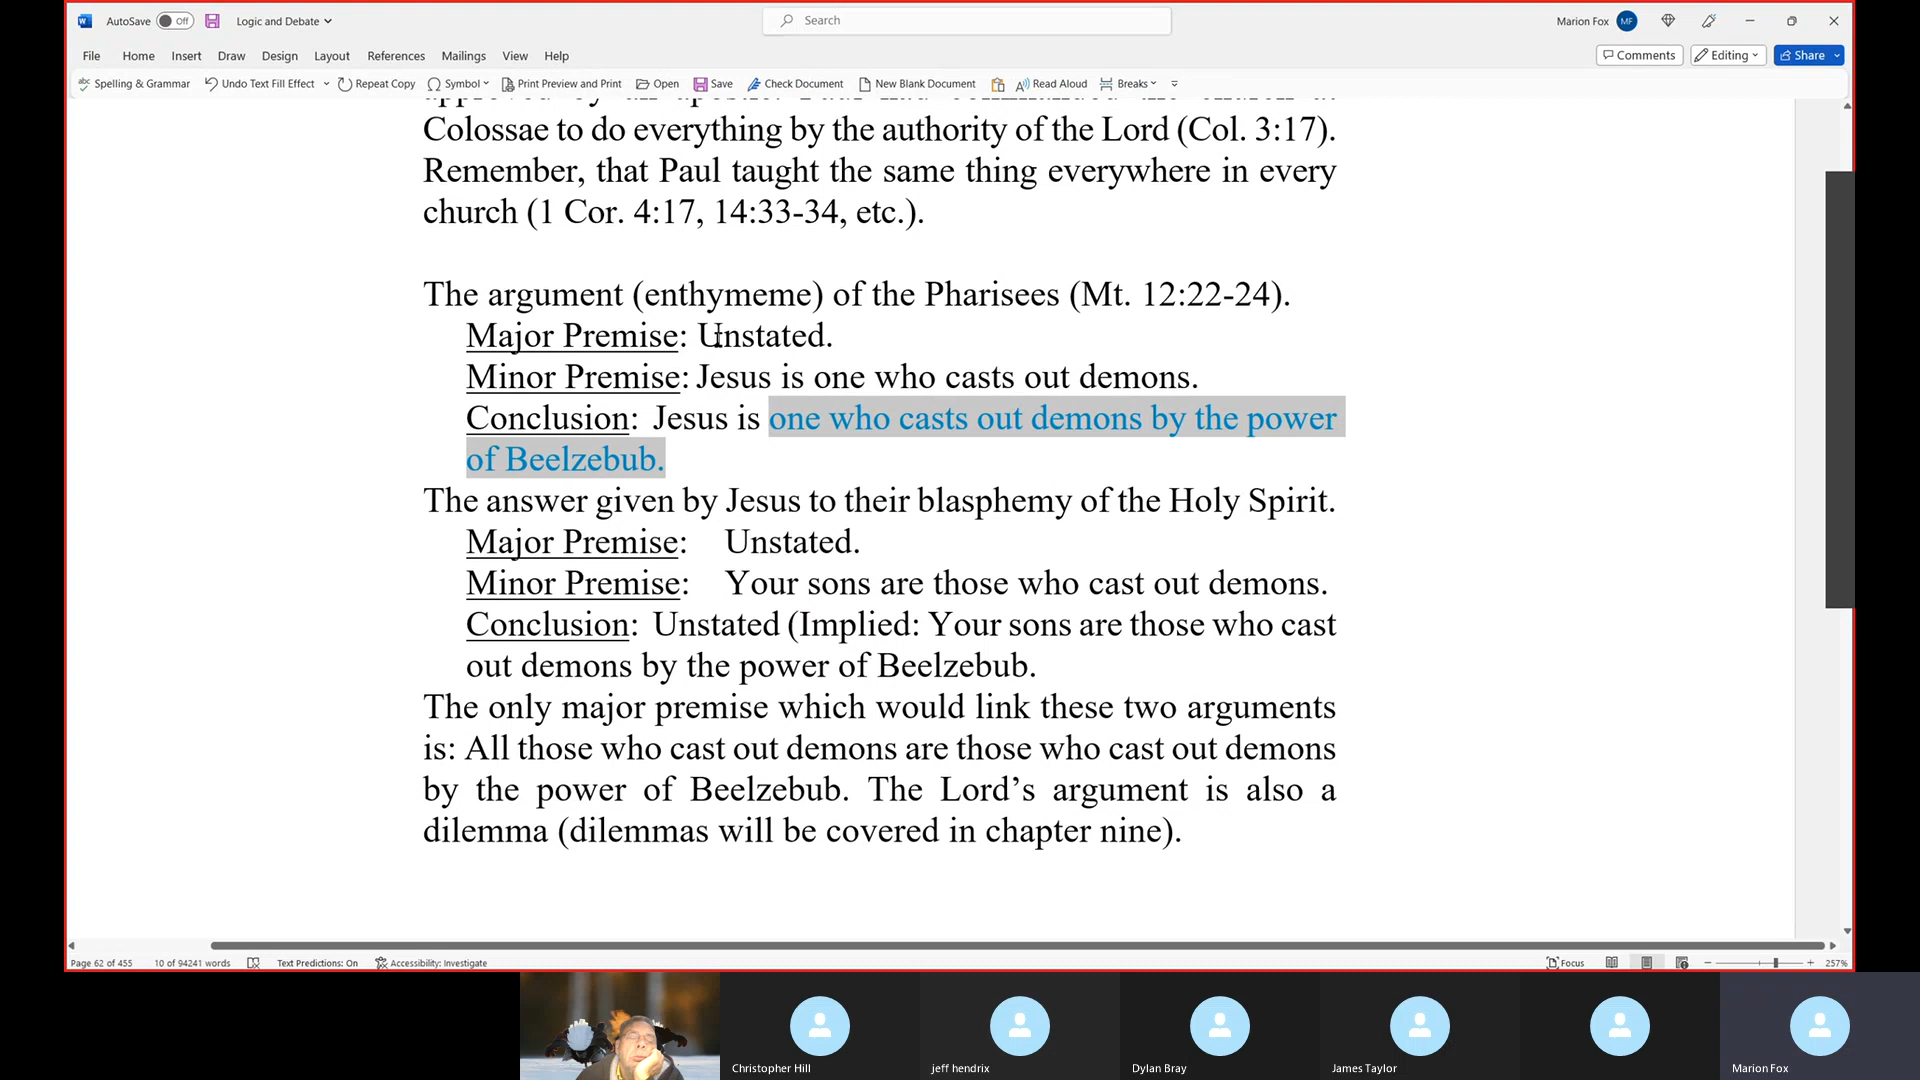 AutoSave Off Logic and Debate Search Marion Fox MF
File Home Insert Draw Design Layout References Mailings View Help Comments Editing Share
Spelling & Grammar Undo Text Fill Effect Repeat Copy Symbol Print Preview and Print Open Save Check Document New Blank Document Read Aloud Breaks
Colossae to do everything by the authority of the Lord (Col. 3:17).
Remember, that Paul taught the same thing everywhere in every
church (1 Cor. 4:17, 14:33-34, etc.).
The argument (enthymeme) of the Pharisees (Mt. 12:22-24).
Major Premise: Unstated.
Minor Premise: Jesus is one who casts out demons.
Conclusion: Jesus is one who casts out demons by the power
of Beelzebub.
The answer given by Jesus to their blasphemy of the Holy Spirit.
Major Premise: Unstated.
Minor Premise: Your sons are those who cast out demons.
Conclusion: Unstated (Implied: Your sons are those who cast
out demons by the power of Beelzebub.
The only major premise which would link these two arguments
is: All those who cast out demons are those who cast out demons
by the power of Beelzebub. The Lord’s argument is also a
dilemma (dilemmas will be covered in chapter nine).
Page 62 of 455 10 of 94241 words Text Predictions: On Accessibility: Investigate Focus 257%
Christopher Hill jeff hendrix Dylan Bray James Taylor Marion Fox